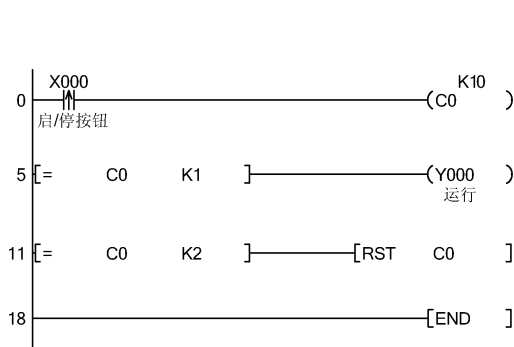 X000 K10
0 C0
启/停按钮
5 = C0 K1 Y000
运行
11 = C0 K2 RST C0
18 END